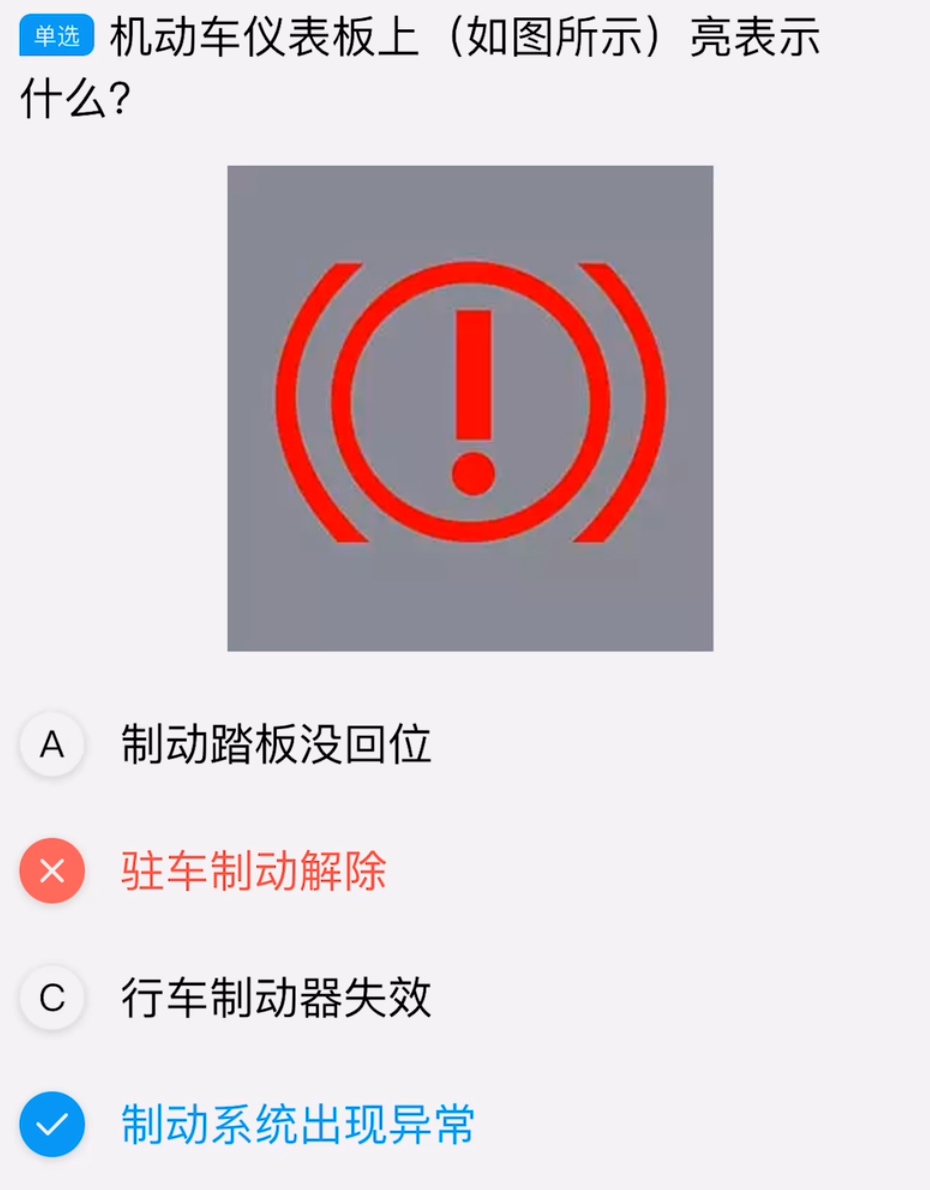 单选 机动车仪表板上（如图所示）亮表示
什么？
!
A 制动踏板没回位
驻车制动解除
C 行车制动器失效
制动系统出现异常